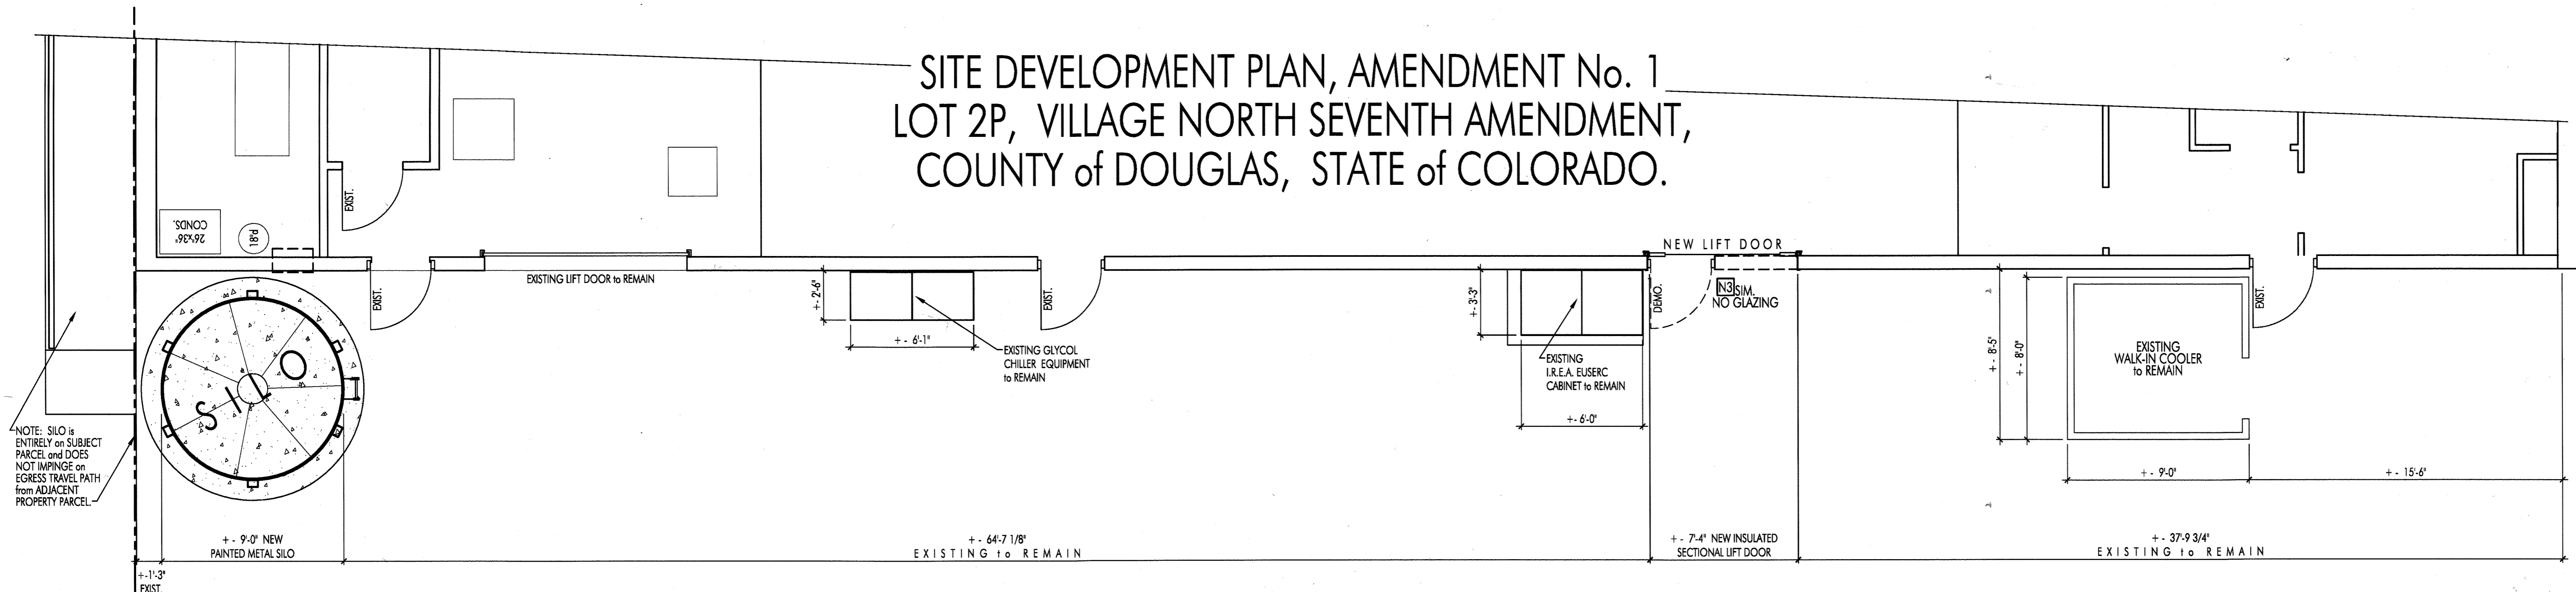 SITE DEVELOPMENT PLAN, AMENDMENT No. 1
LOT 2P, VILLAGE NORTH SEVENTH AMENDMENT,
COUNTY of DOUGLAS, STATE of COLORADO.
EXIST.
26"x36"
CONDS.
18"d
EXIST.
EXISTING LIFT DOOR to REMAIN
+- 2'-6"
+- 6'-1"
EXISTING GLYCOL
CHILLER EQUIPMENT
to REMAIN
EXIST.
+- 3'-3"
EXISTING
I.R.E.A. EUSERC
CABINET to REMAIN
+- 6'-0"
NEW LIFT DOOR
DEMO.
N3 SIM.
NO GLAZING
+- 8'-5"
+- 8'-0"
EXISTING
WALK-IN COOLER
to REMAIN
EXIST.
+- 9'-0"
+- 15'-6"
SILO
NOTE: SILO is
ENTIRELY on SUBJECT
PARCEL and DOES
NOT IMPINGE on
EGRESS TRAVEL PATH
from ADJACENT
PROPERTY PARCEL.
+- 9'-0" NEW
PAINTED METAL SILO
+- 64'-7 1/8"
EXISTING to REMAIN
+- 7'-4" NEW INSULATED
SECTIONAL LIFT DOOR
+- 37'-9 3/4"
EXISTING to REMAIN
+-1'-3"
EXIST.